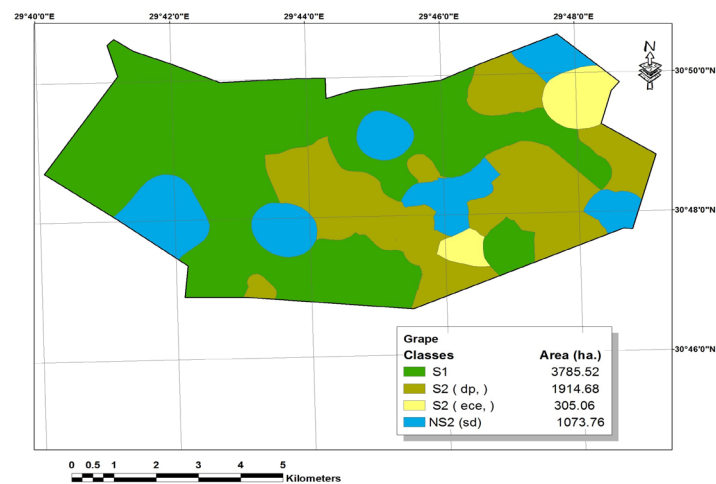 29°40'0"E 29°42'0"E 29°44'0"E 29°46'0"E 29°48'0"E
N
30°50'0"N
30°48'0"N
30°46'0"N
Grape
Classes Area (ha.)
S1 3785.52
S2 ( dp, ) 1914.68
S2 ( ece, ) 305.06
NS2 (sd) 1073.76
0 0.5 1 2 3 4 5
Kilometers